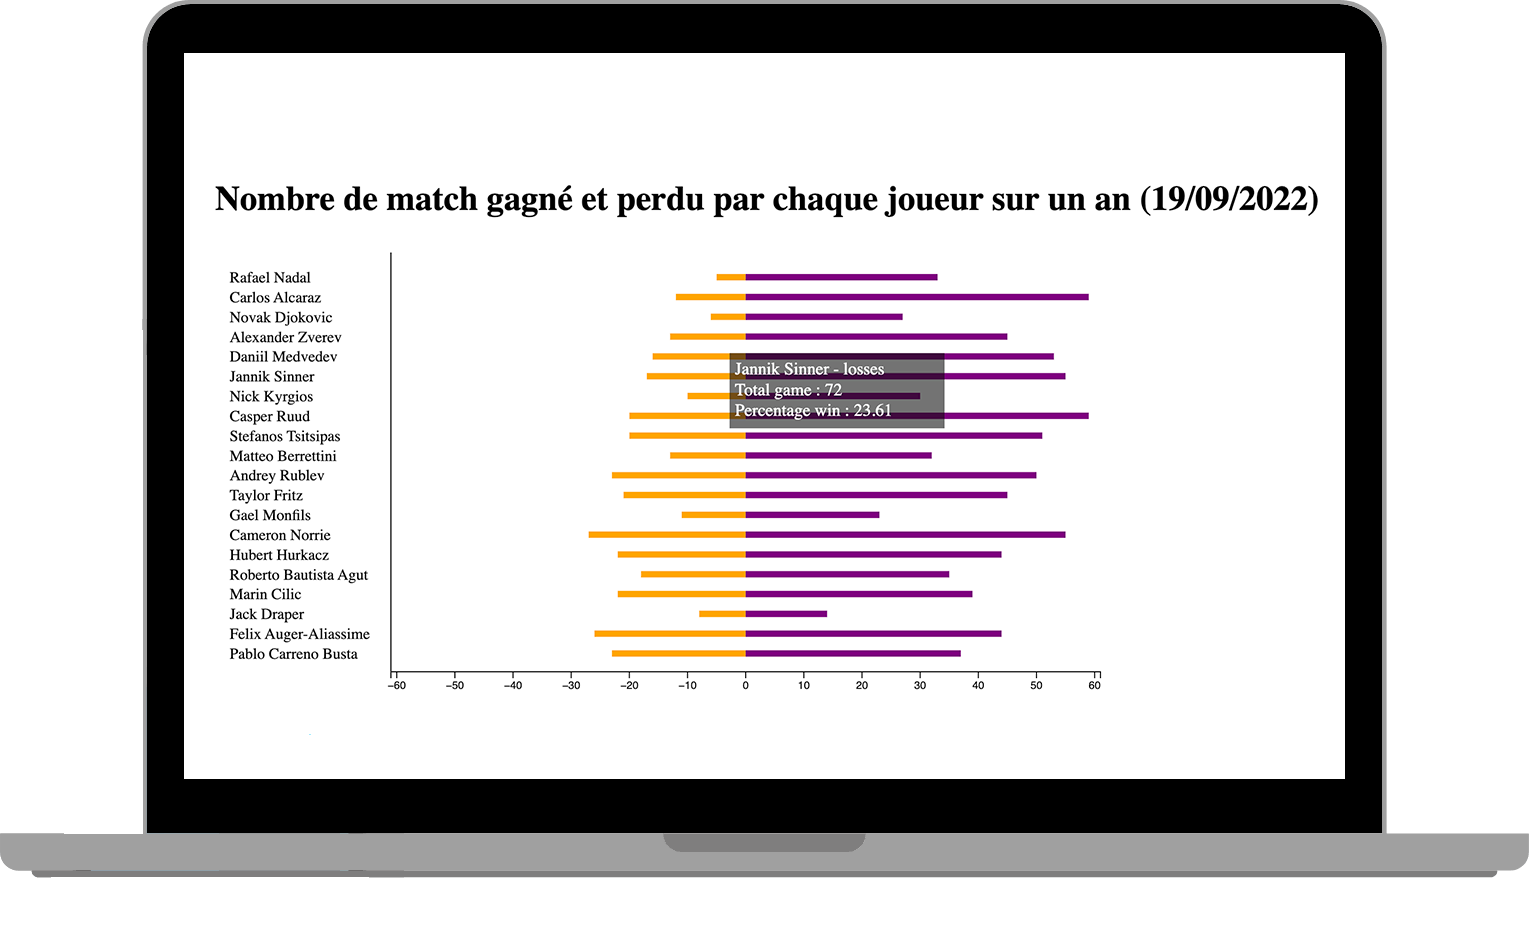 Nombre de match gagné et perdu par chaque joueur sur un an (19/09/2022)
Rafael Nadal
Carlos Alcaraz
Novak Djokovic
Alexander Zverev
Daniil Medvedev
Jannik Sinner
Nick Kyrgios
Casper Ruud
Stefanos Tsitsipas
Matteo Berrettini
Andrey Rublev
Taylor Fritz
Gael Monfils
Cameron Norrie
Hubert Hurkacz
Roberto Bautista Agut
Marin Cilic
Jack Draper
Felix Auger-Aliassime
Pablo Carreno Busta
Jannik Sinner - losses
Total game : 72
Percentage win : 23.61
−60 −50 −40 −30 −20 −10 0 10 20 30 40 50 60